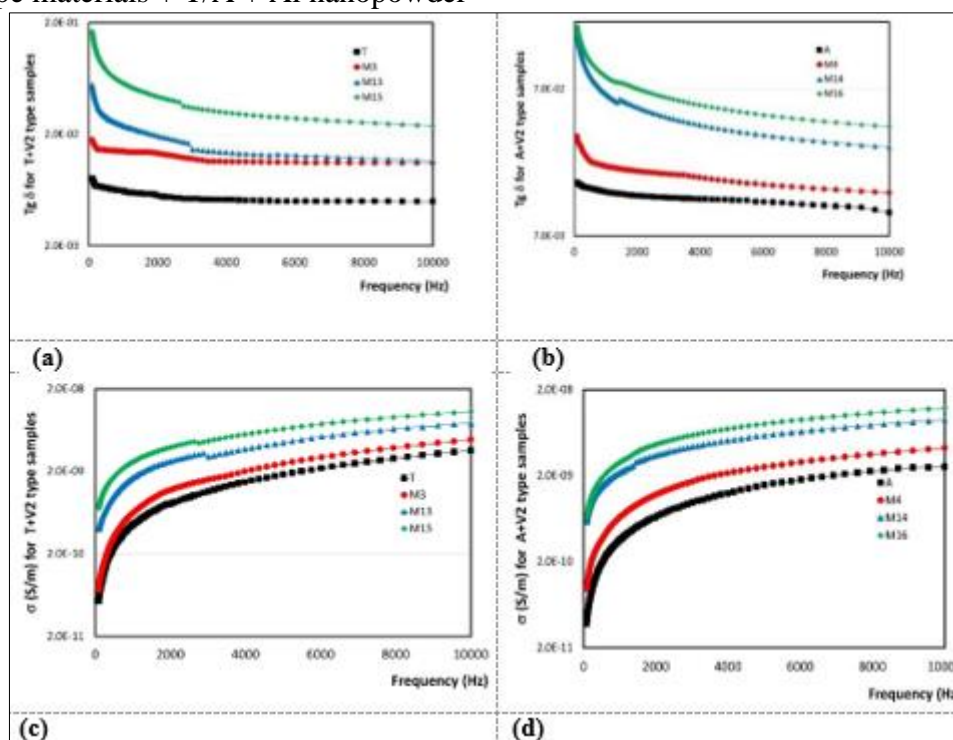 2.0E-01
T
M3
M13
M15
2.0E-02
2.0E-03
Tg δ for T+V2 type samples
0 2000 4000 6000 8000 10000
Frequency (Hz)
A
M4
M14
M16
7.0E-02
7.0E-03
Tg δ for A+V2 type samples
0 2000 4000 6000 8000 10000
Frequency (Hz)
(a) (b)
2.0E-08
2.0E-09
2.0E-10
2.0E-11
σ (S/m) for T+V2 type samples
T
M3
M13
M15
0 2000 4000 6000 8000 10000
Frequency (Hz)
2.0E-08
2.0E-09
2.0E-10
2.0E-11
σ (S/m) for A+V2 type samples
A
M4
M14
M16
0 2000 4000 6000 8000 1000
Frequency (Hz
(c) (d)